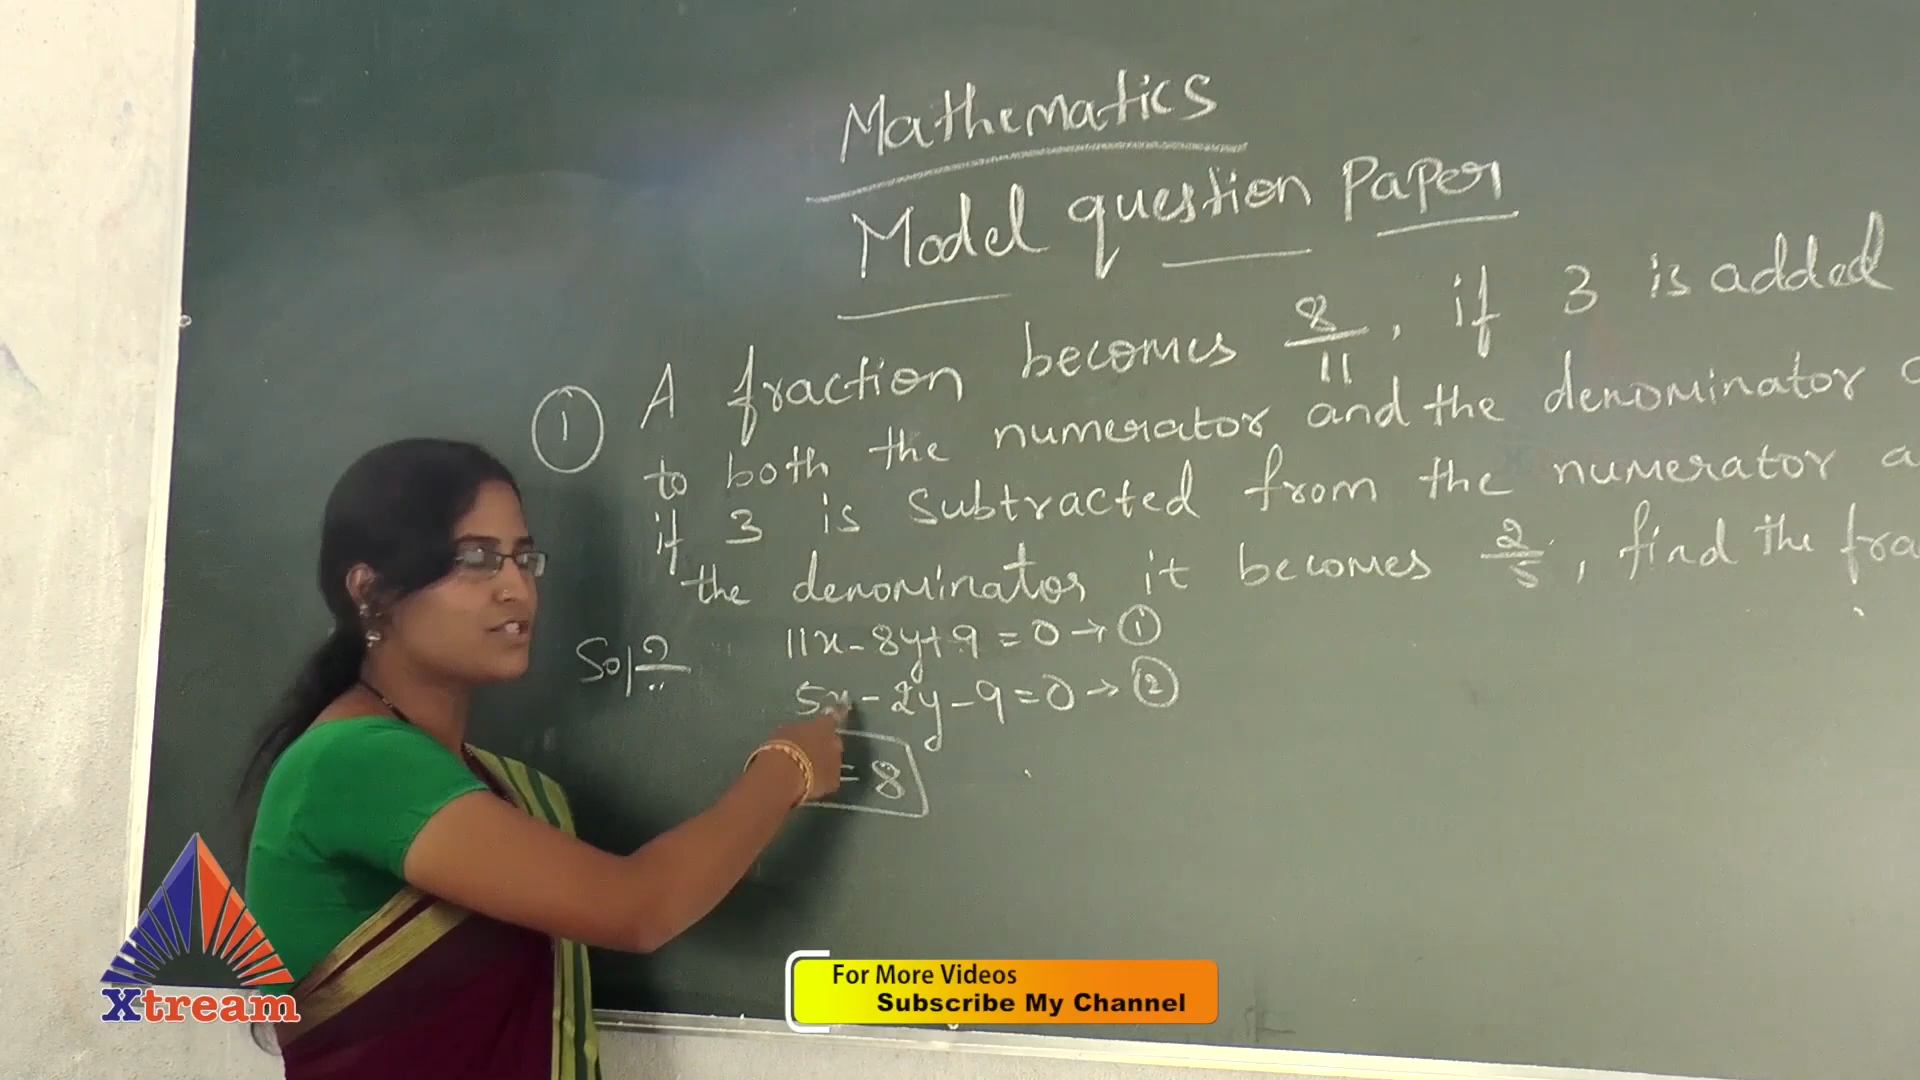 Mathematics
Model question Paper
① A fraction becomes 8/11, if 3 is added
to both the numerator and the denominator
if 3 is subtracted from the numerator
the denominator it becomes 2/5, find the fra
Sol:
11x - 8y + 9 = 0 → ①
5x - 2y - 9 = 0 → ②
= 8
Xtream
For More Videos
Subscribe My Channel